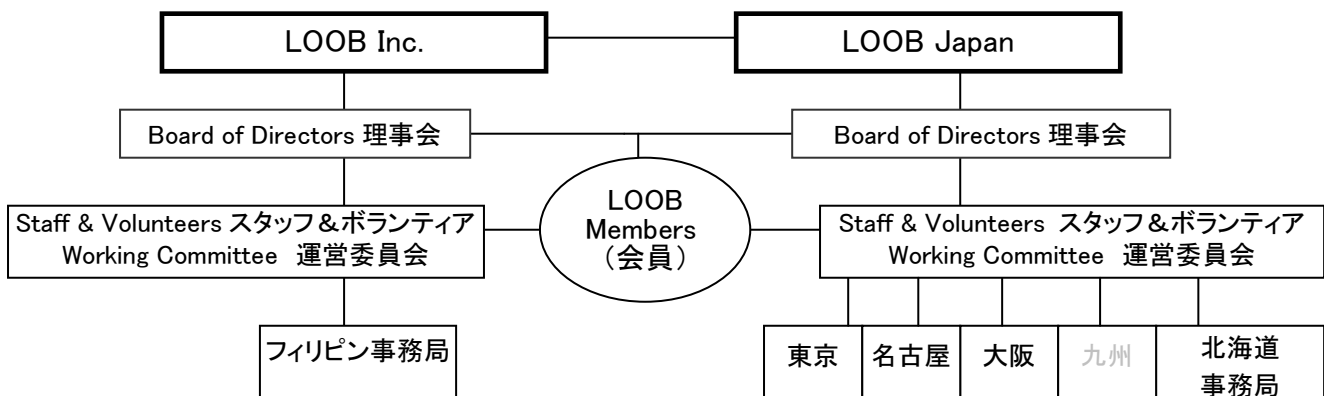 LOOB Inc.
LOOB Japan
Board of Directors 理事会
Board of Directors 理事会
LOOB
Members
（会員）
Staff & Volunteers スタッフ＆ボランティア
Working Committee 運営委員会
Staff & Volunteers スタッフ＆ボランティア
Working Committee 運営委員会
フィリピン事務局
東京
名古屋
大阪
九州
北海道
事務局